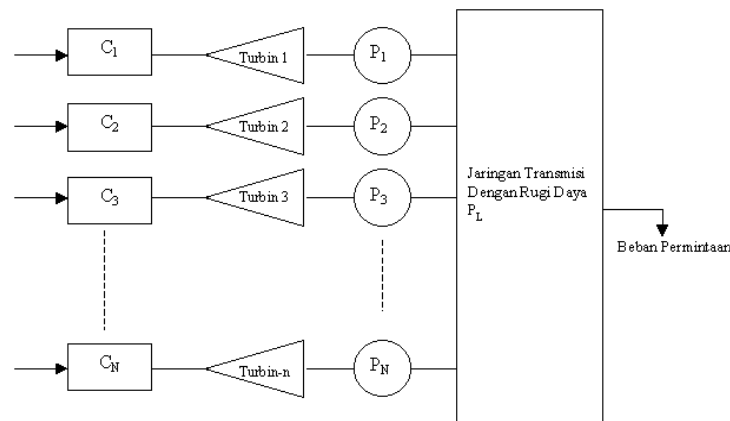 C1 Turbin 1 P1
C2 Turbin 2 P2
C3 Turbin 3 P3
Jaringan Transmisi
Dengan Rugi Daya
PL
Beban Permintaan
CN Turbin-n PN